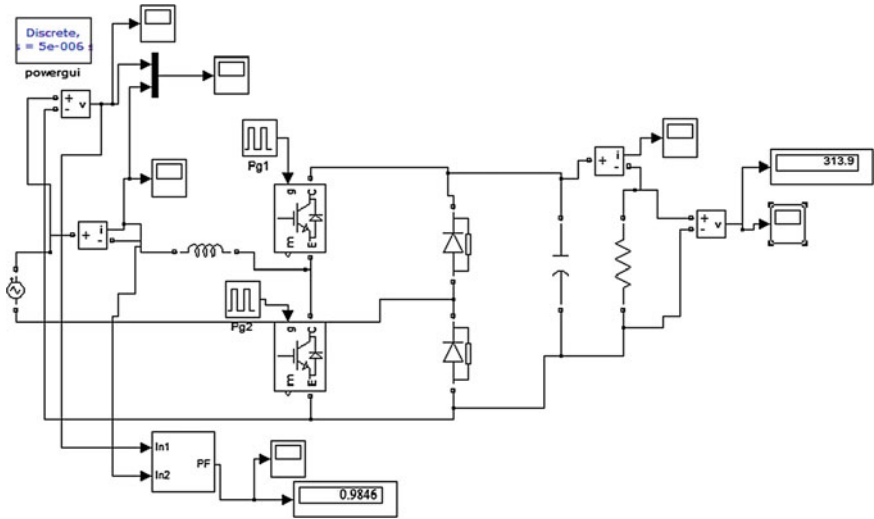 Discrete,
s = 5e-006 s
powergui
+
-
v
Pg1
g
C
m
E
+
i
-
313.9
+
-
v
+
i
-
Pg2
g
C
m
E
In1
In2
PF
0.9846